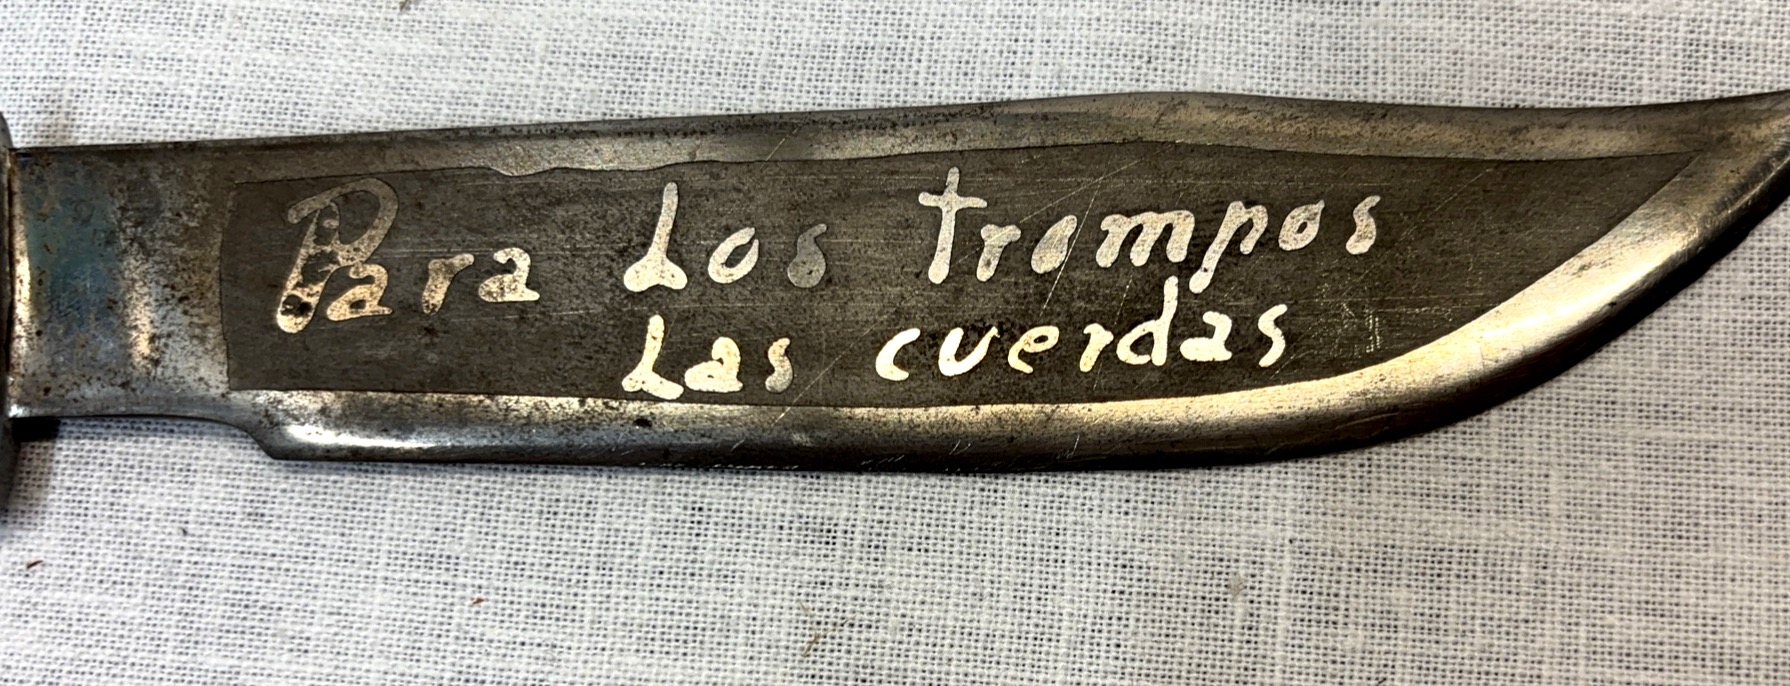 Para Los trompos
Las cuerdas